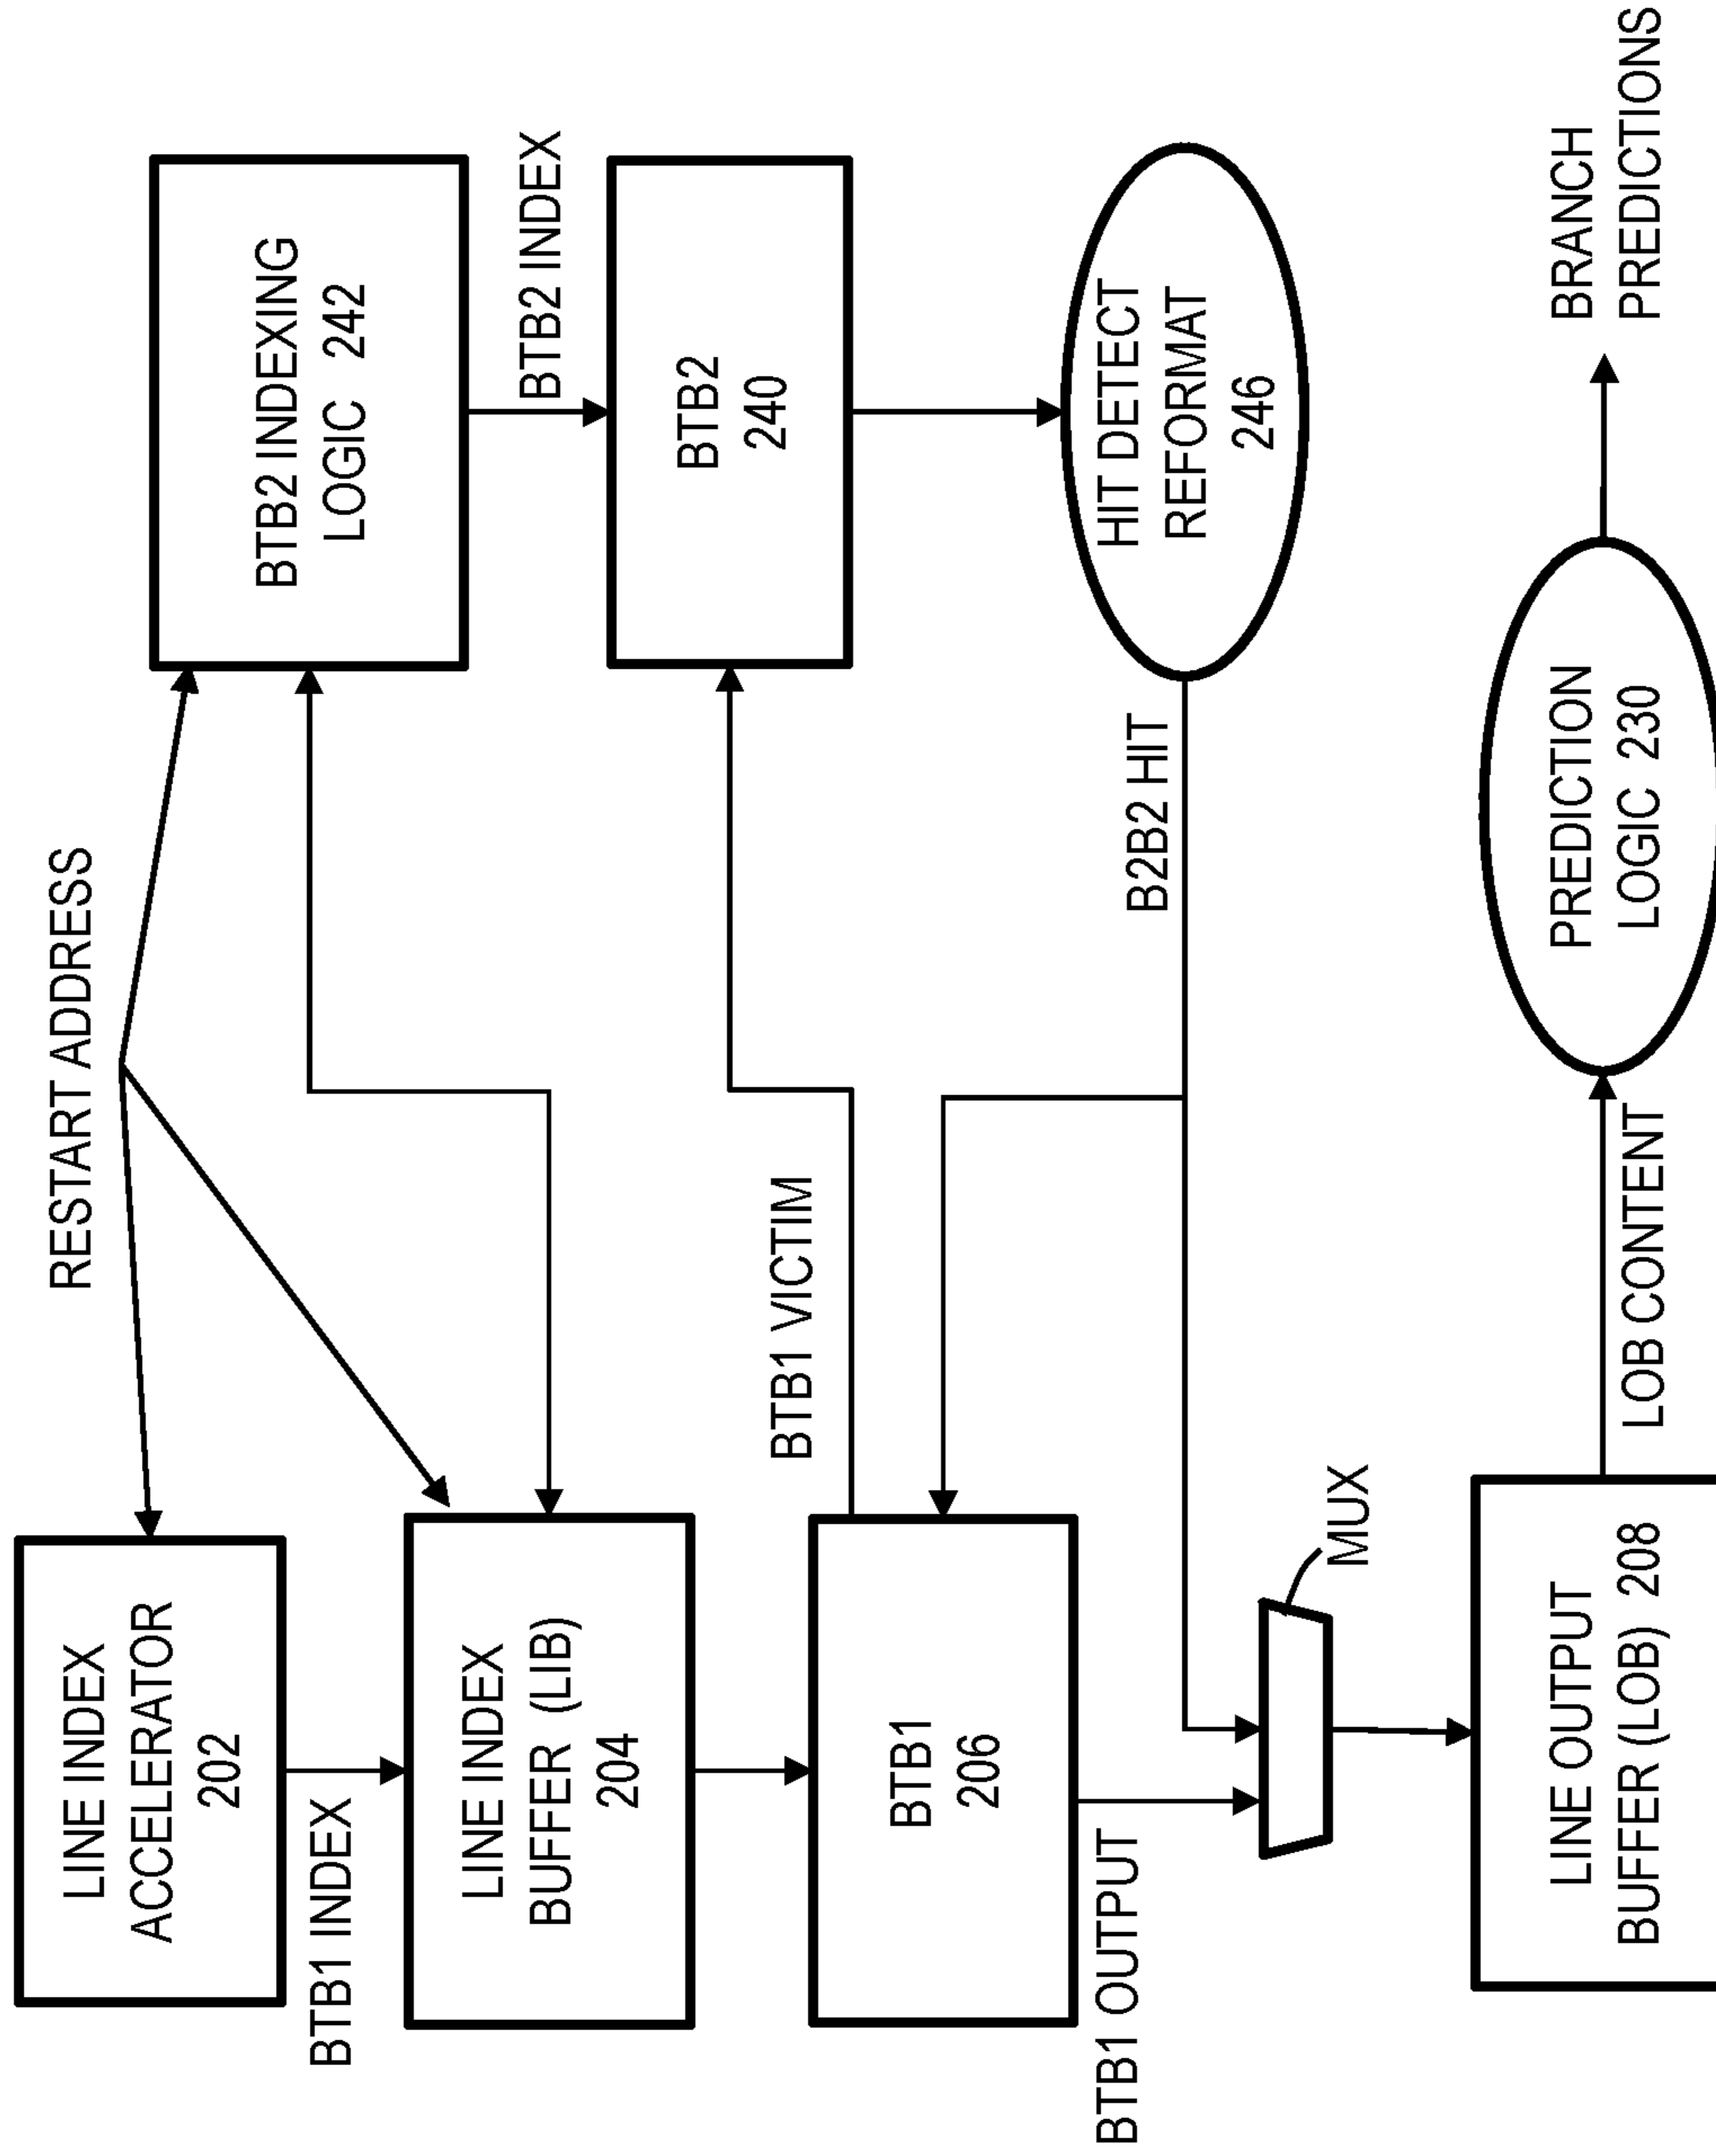 RESTART ADDRESS
LINE INDEX
ACCELERATOR
202
BTB1 INDEX
LINE INDEX
BUFFER (LIB)
204
BTB2 INDEXING
LOGIC 242
BTB2 INDEX
BTB1 VICTIM
BTB1
206
BTB2
240
BTB1 OUTPUT
B2B2 HIT
HIT DETECT
REFORMAT
246
MUX
LINE OUTPUT
BUFFER (LOB) 208
LOB CONTENT
PREDICTION
LOGIC 230
BRANCH
PREDICTIONS